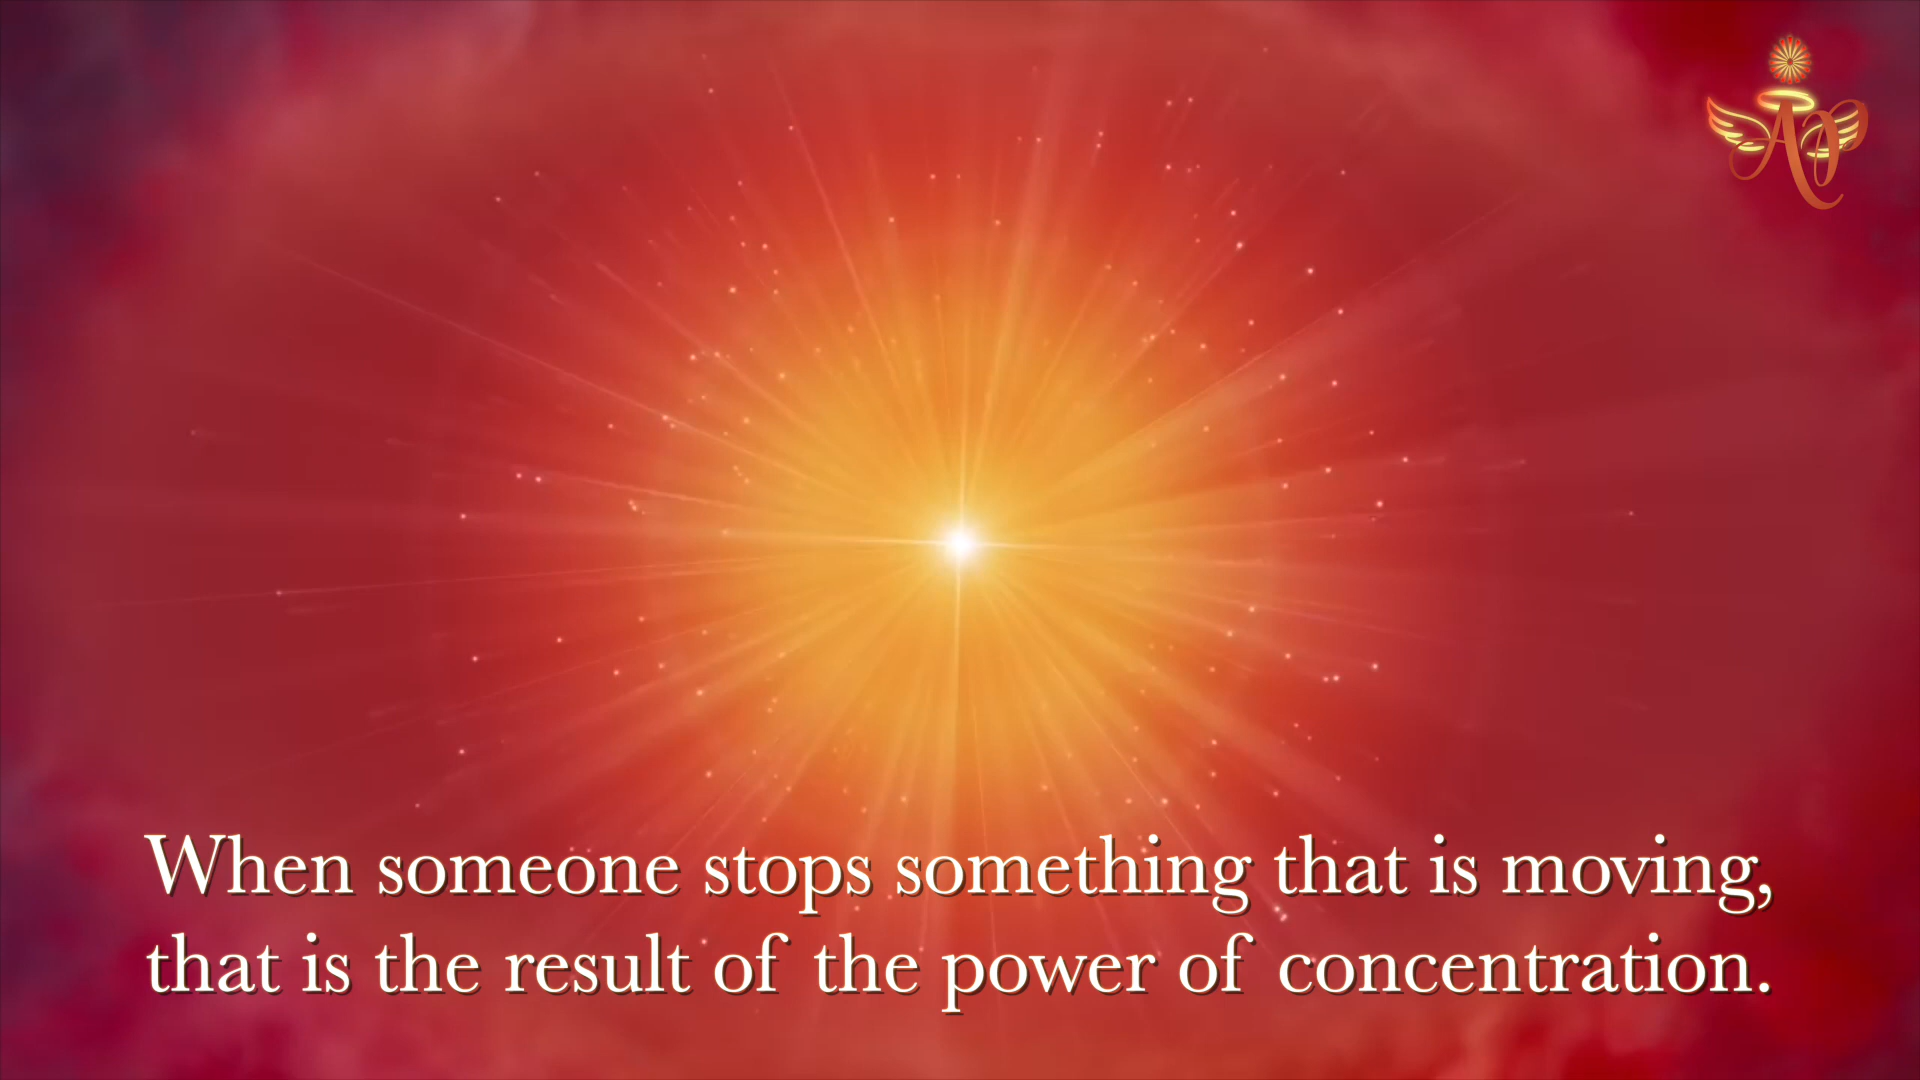 When someone stops something that is moving,
that is the result of the power of concentration.